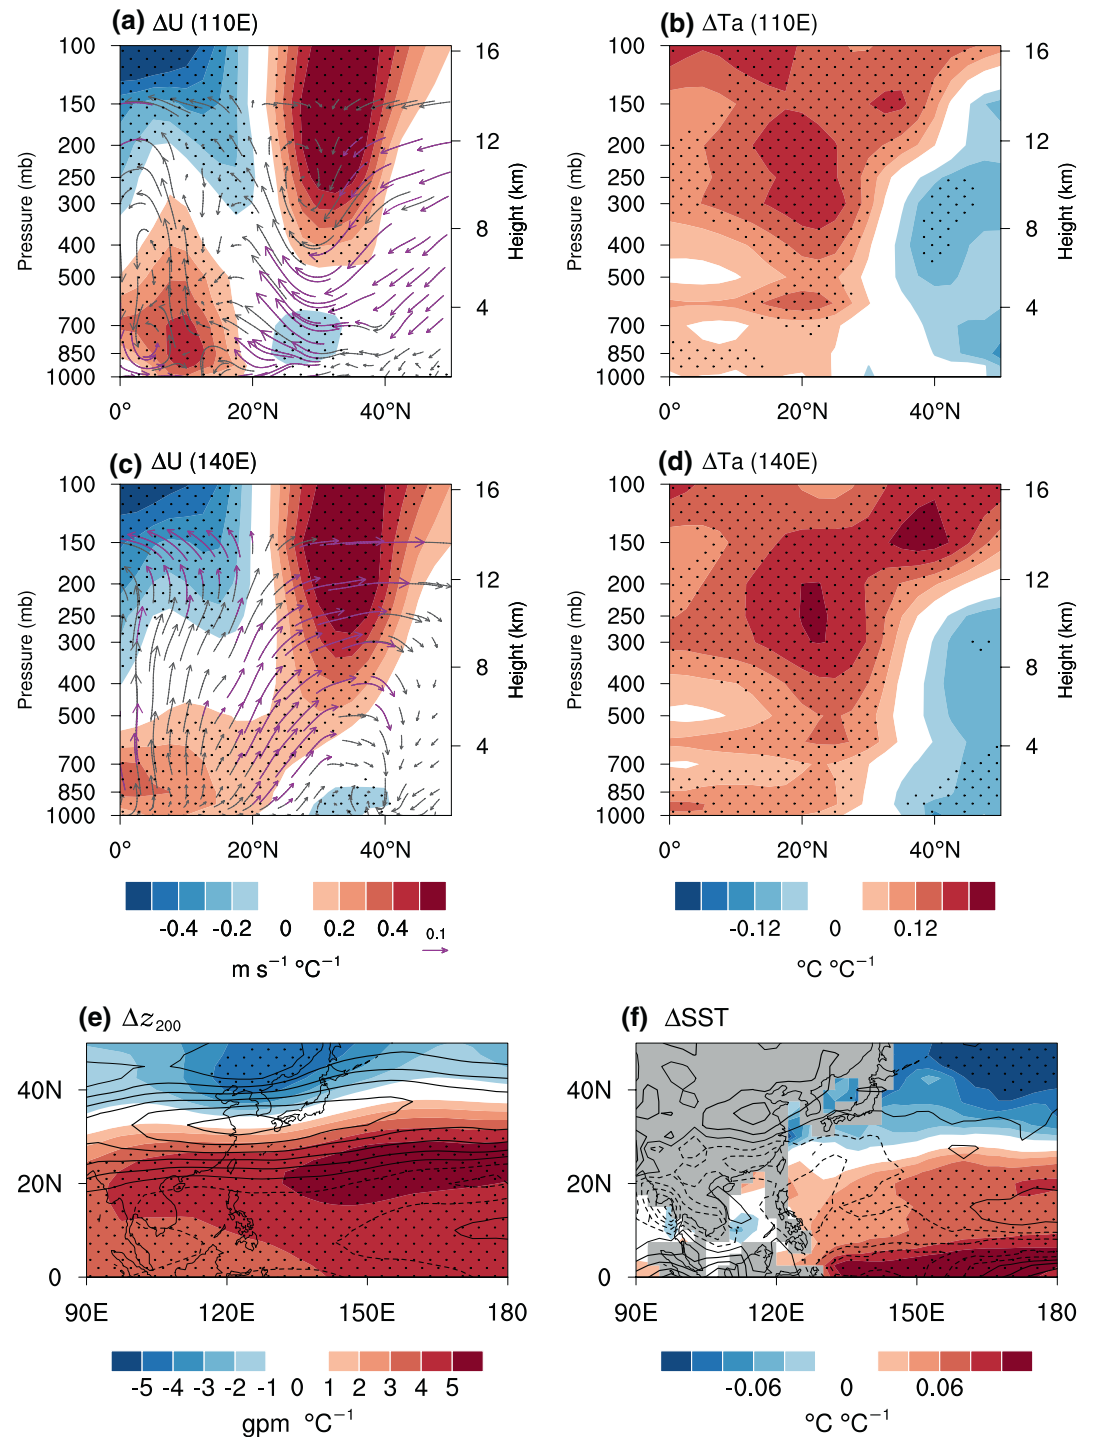 (a) ΔU (110E)
(b) ΔTa (110E)
100
150
200
250
300
400
500
700
850
1000
Pressure (mb)
16
12
8
4
Height (km)
0°
20°N
40°N
100
150
200
250
300
400
500
700
850
1000
Pressure (mb)
16
12
8
4
Height (km)
0°
20°N
40°N
(c) ΔU (140E)
(d) ΔTa (140E)
100
150
200
250
300
400
500
700
850
1000
Pressure (mb)
16
12
8
4
Height (km)
0°
20°N
40°N
100
150
200
250
300
400
500
700
850
1000
Pressure (mb)
16
12
8
4
Height (km)
0°
20°N
40°N
-0.4 -0.2 0 0.2 0.4 0.1
m s⁻¹ °C⁻¹
-0.12 0 0.12
°C °C⁻¹
(e) Δz₂₀₀
(f) ΔSST
40N
20N
0
90E 120E 150E 180
40N
20N
0
90E 120E 150E 180
-5 -4 -3 -2 -1 0 1 2 3 4 5
gpm °C⁻¹
-0.06 0 0.06
°C °C⁻¹